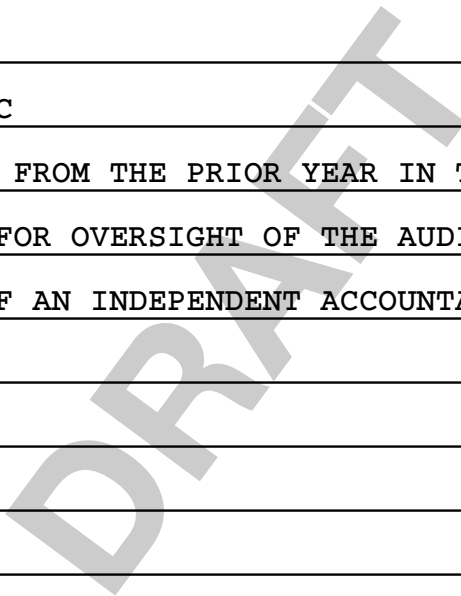 C
FROM THE PRIOR YEAR IN T
FOR OVERSIGHT OF THE AUDI
F AN INDEPENDENT ACCOUNTA
DRAFT